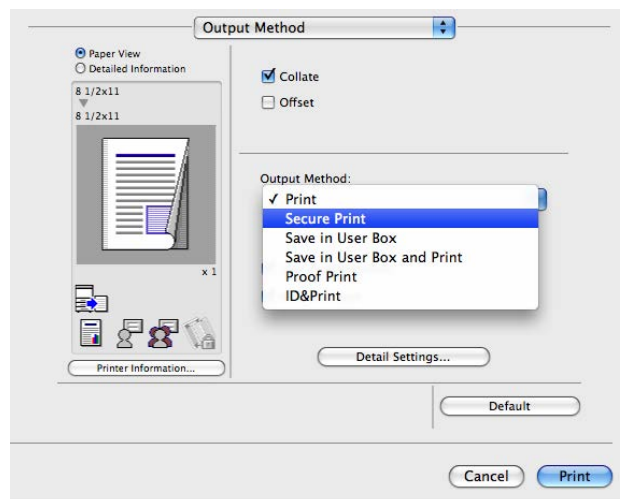 Output Method
Paper View
Detailed Information
8 1/2x11
8 1/2x11
x 1
Printer Information...
Collate
Offset
Output Method:
Print
Secure Print
Save in User Box
Save in User Box and Print
Proof Print
ID&Print
Detail Settings...
Default
Cancel
Print